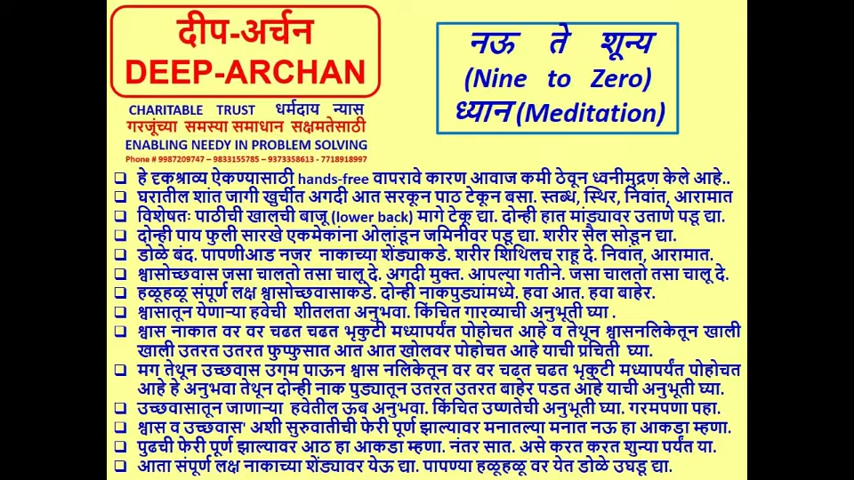 दीप-अर्चन
DEEP-ARCHAN
CHARITABLE TRUST धर्मदाय न्यास
गरजूंच्या समस्या समाधान सक्षमतेसाठी
ENABLING NEEDY IN PROBLEM SOLVING
Phone # 9987209747 – 9833155785 – 9373358613 - 7718918997
नऊ ते शून्य
(Nine to Zero)
ध्यान (Meditation)
❑ हे दृकश्राव्य ऐकण्यासाठी hands-free वापरावे कारण आवाज कमी ठेवून ध्वनीमुद्रण केले आहे..
❑ घरातील शांत जागी खुर्चीत अगदी आत सरकून पाठ टेकून बसा. स्तब्ध, स्थिर, निवांत, आरामात
❑ विशेषतः पाठीची खालची बाजू (lower back) मागे टेकू द्या. दोन्ही हात मांड्यावर उताणे पडू द्या.
❑ दोन्ही पाय फुली सारखे एकमेकांना ओलांडून जमिनीवर पडू द्या. शरीर सैल सोडून द्या.
❑ डोळे बंद. पापणीआड नजर नाकाच्या शेंड्याकडे. शरीर शिथिलच राहू दे. निवांत, आरामात.
❑ श्वासोच्छवास जसा चालतो तसा चालू दे. अगदी मुक्त. आपल्या गतीने. जसा चालतो तसा चालू दे.
❑ हळूहळू संपूर्ण लक्ष श्वासोच्छवासाकडे. दोन्ही नाकपुड्यांमध्ये. हवा आत. हवा बाहेर.
❑ श्वासातून येणाऱ्या हवेची शीतलता अनुभवा. किंचित गारव्याची अनुभूती घ्या .
❑ श्वास नाकात वर वर चढत चढत भृकुटी मध्यापर्यंत पोहोचत आहे व तेथून श्वासनलिकेतून खाली
खाली उतरत उतरत फुप्फुसात आत आत खोलवर पोहोचत आहे याची प्रचिती घ्या.
❑ मग तेथून उच्छवास उगम पाऊन श्वास नलिकेतून वर वर चढत चढत भृकुटी मध्यापर्यंत पोहोचत
आहे हे अनुभवा तेथून दोन्ही नाक पुड्यातून उतरत उतरत बाहेर पडत आहे याची अनुभूती घ्या.
❑ उच्छवासातून जाणाऱ्या हवेतील ऊब अनुभवा. किंचित उष्णतेची अनुभूती घ्या. गरमपणा पहा.
❑ श्वास व उच्छवास' अशी सुरुवातीची फेरी पूर्ण झाल्यावर मनातल्या मनात नऊ हा आकडा म्हणा.
❑ पुढची फेरी पूर्ण झाल्यावर आठ हा आकडा म्हणा. नंतर सात. असे करत करत शुन्या पर्यंत या.
❑ आता संपूर्ण लक्ष नाकाच्या शेंड्यावर येऊ द्या. पापण्या हळूहळू वर येत डोळे उघडू द्या.